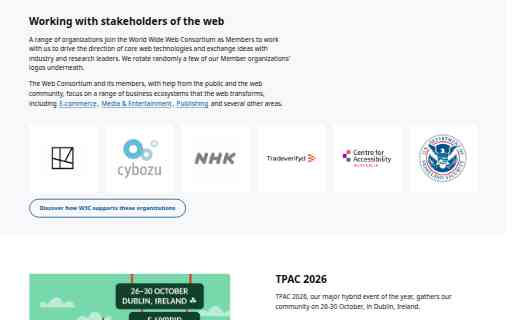 Working with stakeholders of the web
A range of organizations join the World Wide Web Consortium as Members to work
with us to drive the direction of core web technologies and exchange ideas with
industry and research leaders. We rotate randomly a few of our Member organizations'
logos underneath.
The Web Consortium and its members, with help from the public and the web
community, focus on a range of business ecosystems that the web transforms,
including E-commerce, Media & Entertainment, Publishing and several other areas.
cybozu
NHK
Tradeverifyd
Centre for
Accessibility
AUSTRALIA
Discover how W3C supports these organizations
26-30 OCTOBER
DUBLIN, IRELAND
TPAC 2026
TPAC 2026, our major hybrid event of the year, gathers our
community on 26-30 October, in Dublin, Ireland.